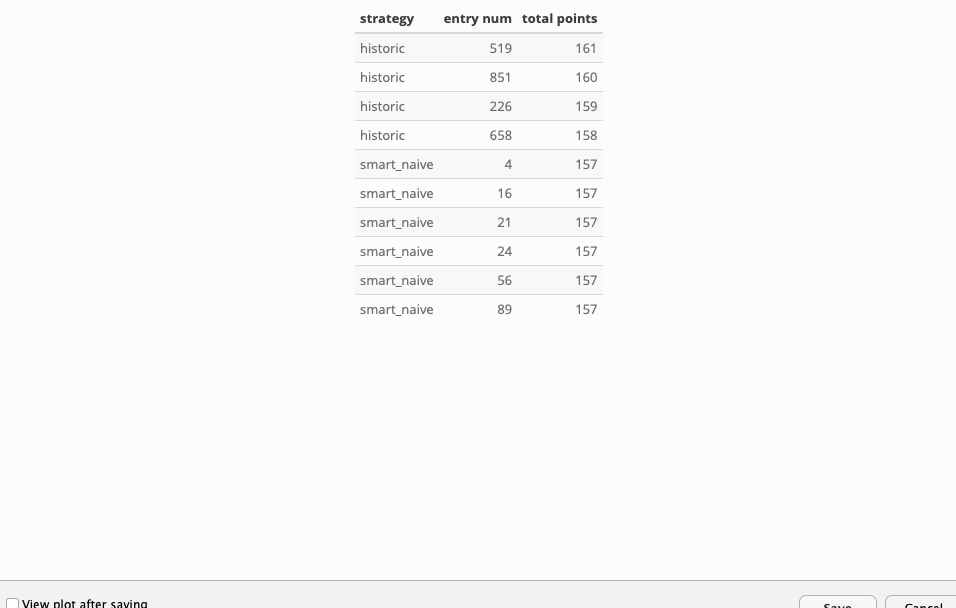 strategy entry num total points
historic 519 161
historic 851 160
historic 226 159
historic 658 158
smart_naive 4 157
smart_naive 16 157
smart_naive 21 157
smart_naive 24 157
smart_naive 56 157
smart_naive 89 157
View plot after saving Save Cancel